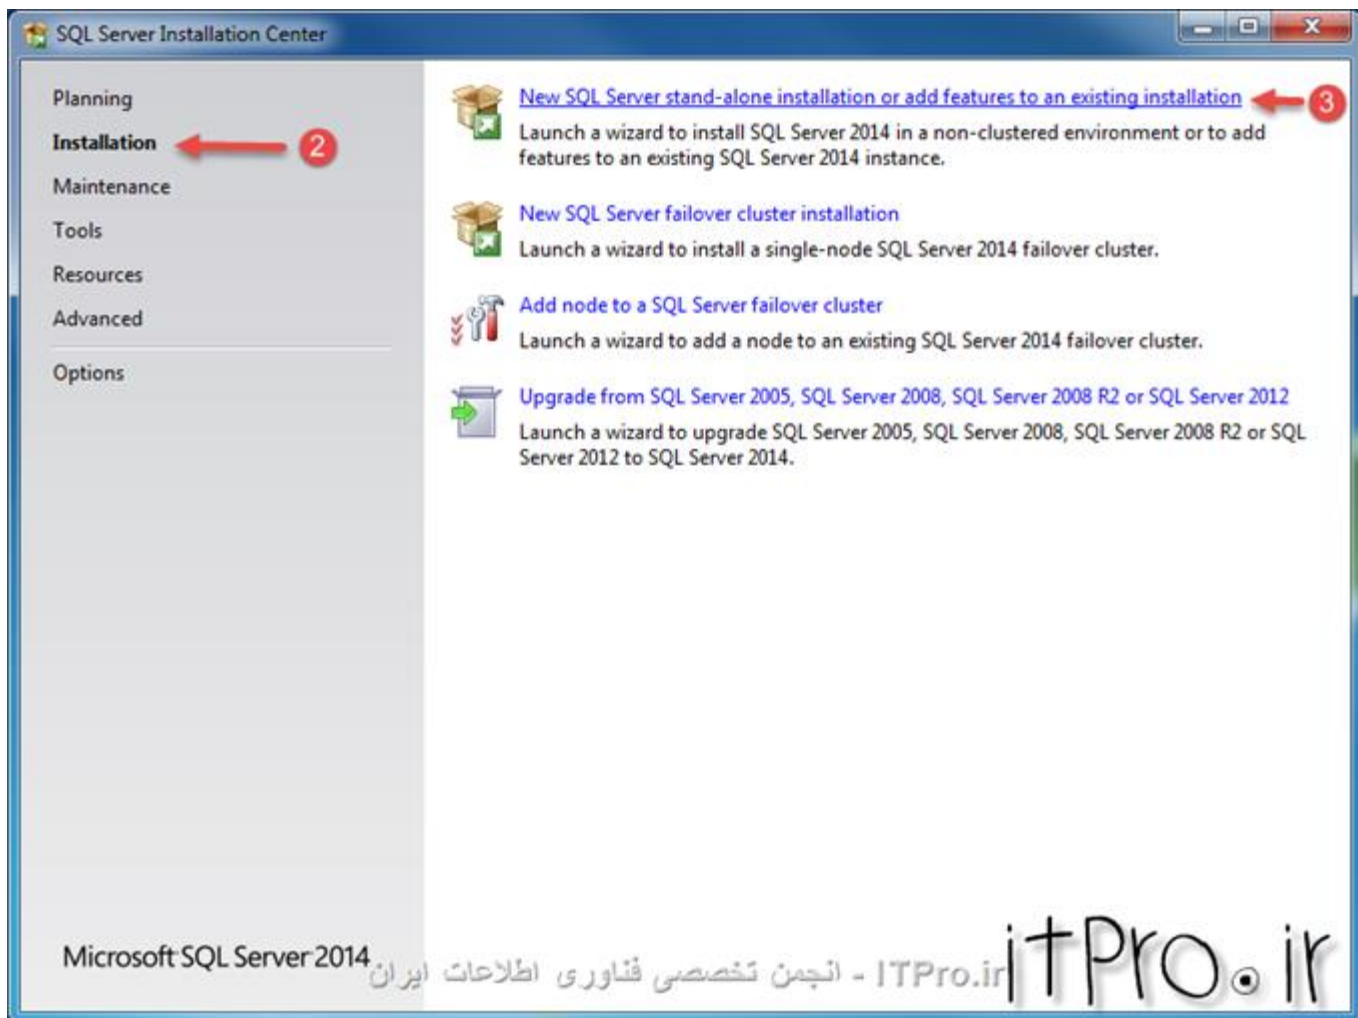 SQL Server Installation Center
Planning
Installation
2
Maintenance
Tools
Resources
Advanced
Options
New SQL Server stand-alone installation or add features to an existing installation
3
Launch a wizard to install SQL Server 2014 in a non-clustered environment or to add
features to an existing SQL Server 2014 instance.
New SQL Server failover cluster installation
Launch a wizard to install a single-node SQL Server 2014 failover cluster.
Add node to a SQL Server failover cluster
Launch a wizard to add a node to an existing SQL Server 2014 failover cluster.
Upgrade from SQL Server 2005, SQL Server 2008, SQL Server 2008 R2 or SQL Server 2012
Launch a wizard to upgrade SQL Server 2005, SQL Server 2008, SQL Server 2008 R2 or SQL
Server 2012 to SQL Server 2014.
Microsoft SQL Server 2014
ITPro.ir - انجمن تخصصی فناوری اطلاعات ایران
itPro.ir